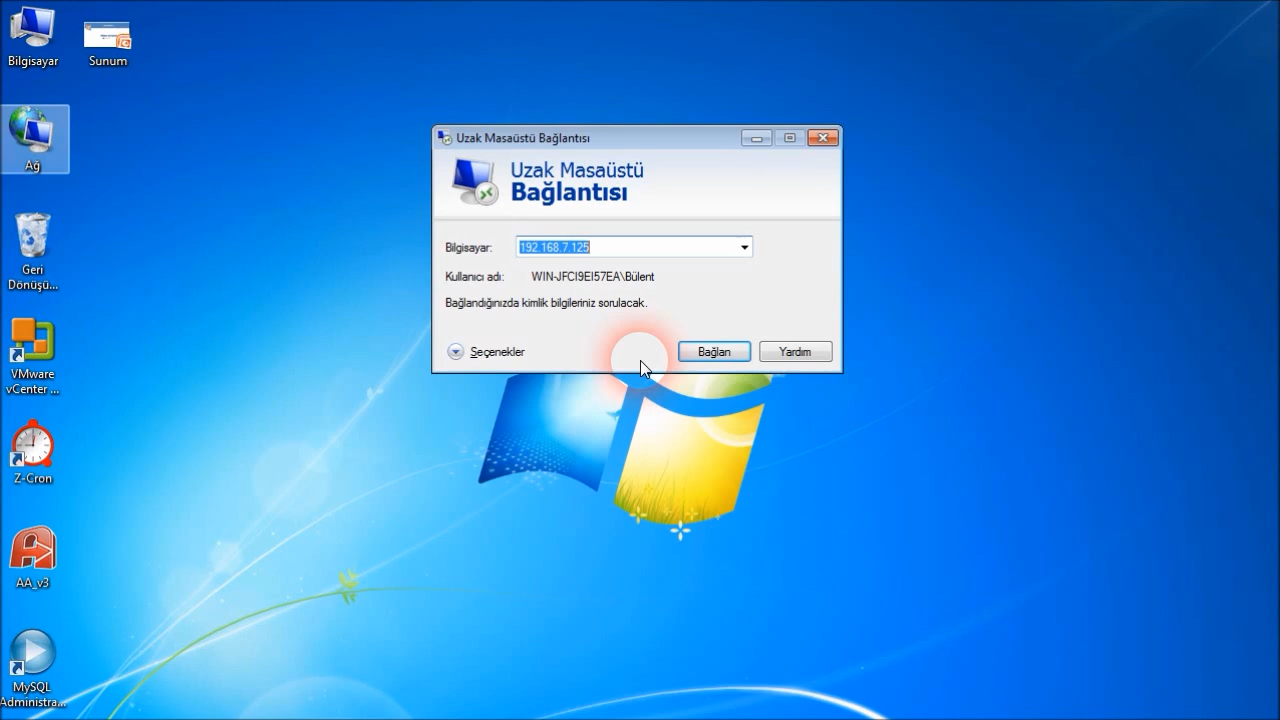 Bilgisayar
Sunum
Ağ
Geri
Dönüşü...
VMware
vCenter ...
Z-Cron
AA_v3
MySQL
Administra...
Uzak Masaüstü Bağlantısı
Uzak Masaüstü
Bağlantısı
Bilgisayar: 192.168.7.125
Kullanıcı adı: WIN-JFCI9EI57EA\Bülent
Bağlandığınızda kimlik bilgileriniz sorulacak.
Seçenekler Bağlan Yardım